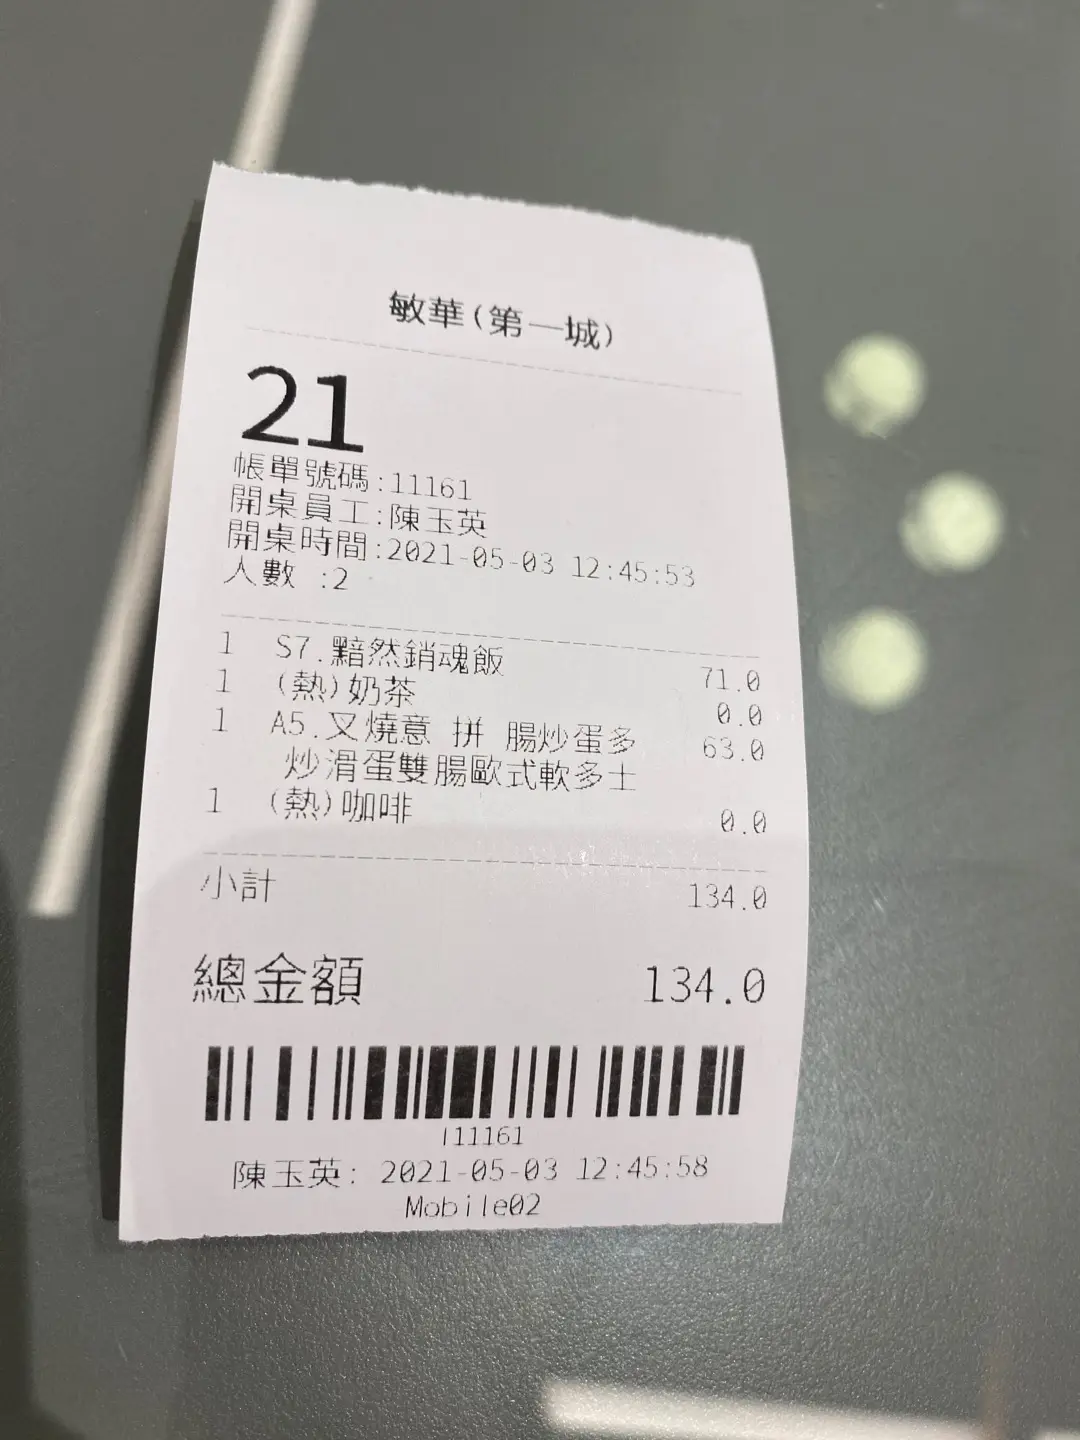 敏華(第一城)
21
帳單號碼:11161
開桌員工:陳玉英
開桌時間:2021-05-03 12:45:53
人數 :2
1 S7.黯然銷魂飯 71.0
1 (熱)奶茶 0.0
1 A5.叉燒意 拼 腸炒蛋多 63.0
炒滑蛋雙腸歐式軟多士
1 (熱)咖啡 0.0
小計 134.0
總金額 134.0
I11161
陳玉英: 2021-05-03 12:45:58
Mobile02